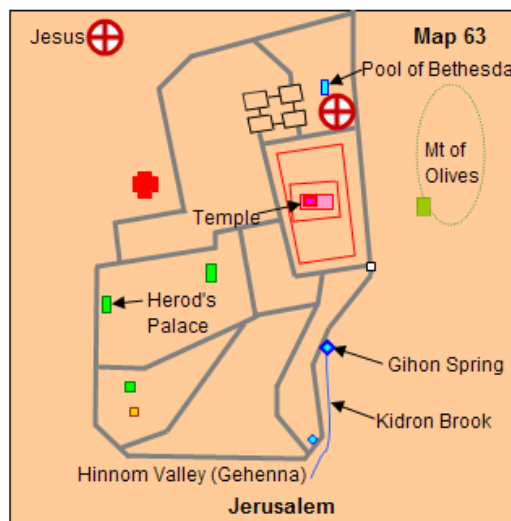 Jesus
Map 63
Pool of Bethesda
Mt of
Olives
Temple
Herod's
Palace
Gihon Spring
Kidron Brook
Hinnom Valley (Gehenna)
Jerusalem